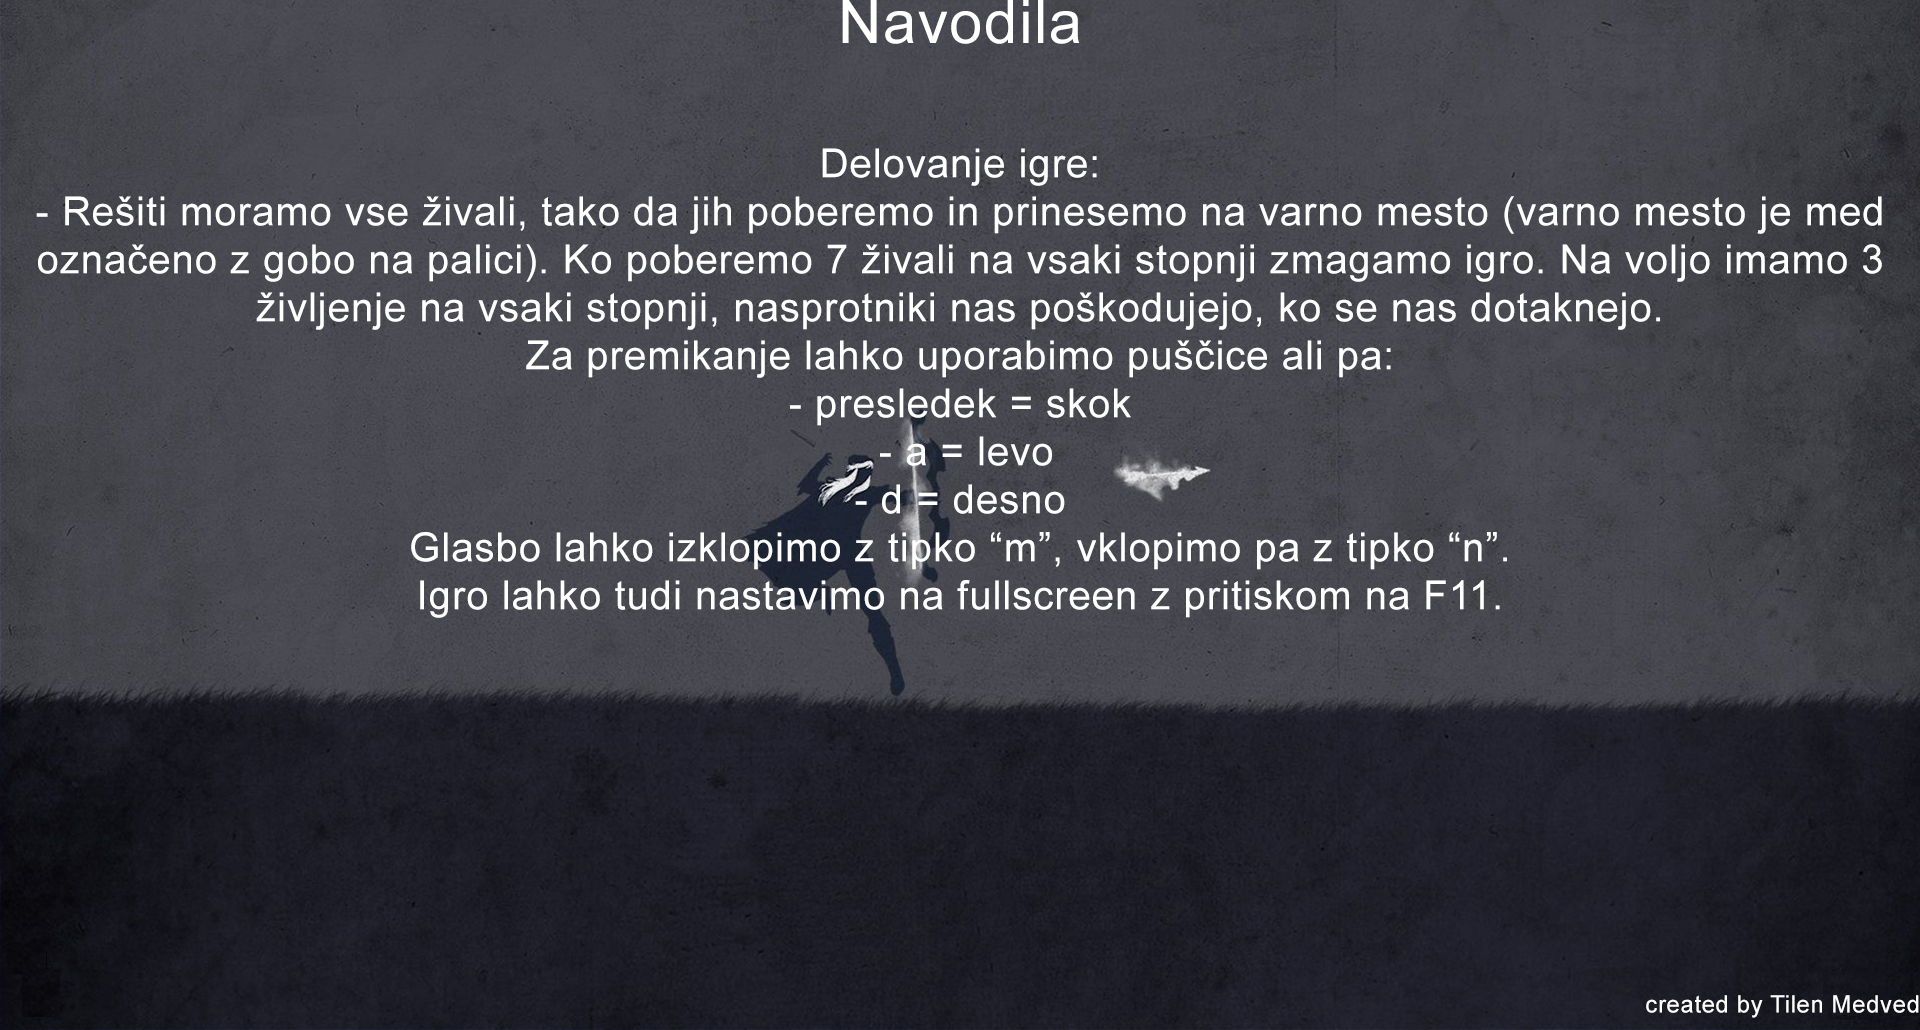 Navodila
Delovanje igre:
- Rešiti moramo vse živali, tako da jih poberemo in prinesemo na varno mesto (varno mesto je med
označeno z gobo na palici). Ko poberemo 7 živali na vsaki stopnji zmagamo igro. Na voljo imamo 3
življenje na vsaki stopnji, nasprotniki nas poškodujejo, ko se nas dotaknejo.
Za premikanje lahko uporabimo puščice ali pa:
- presledek = skok
- a = levo
- d = desno
Glasbo lahko izklopimo z tipko “m”, vklopimo pa z tipko “n”.
Igro lahko tudi nastavimo na fullscreen z pritiskom na F11.
created by Tilen Medved